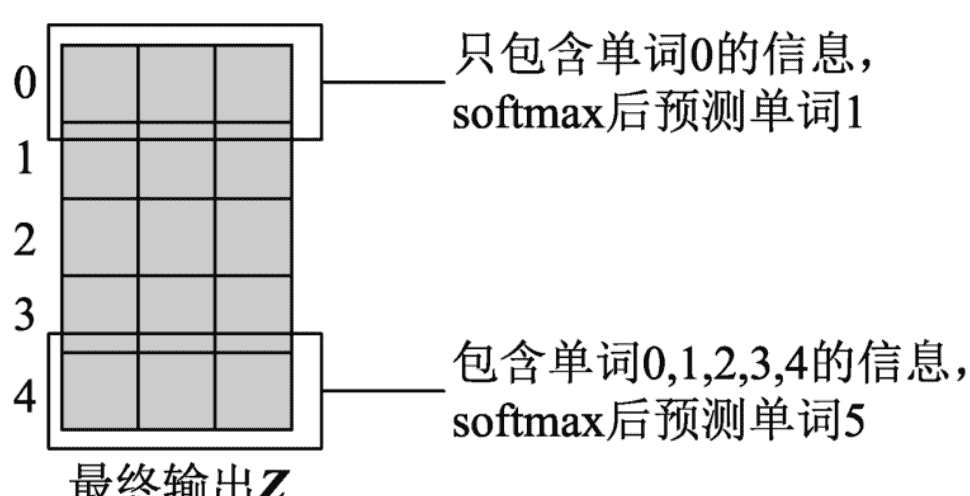 0
只包含单词0的信息，
softmax后预测单词1
1
2
3
4
包含单词0,1,2,3,4的信息，
softmax后预测单词5
最终输出Z